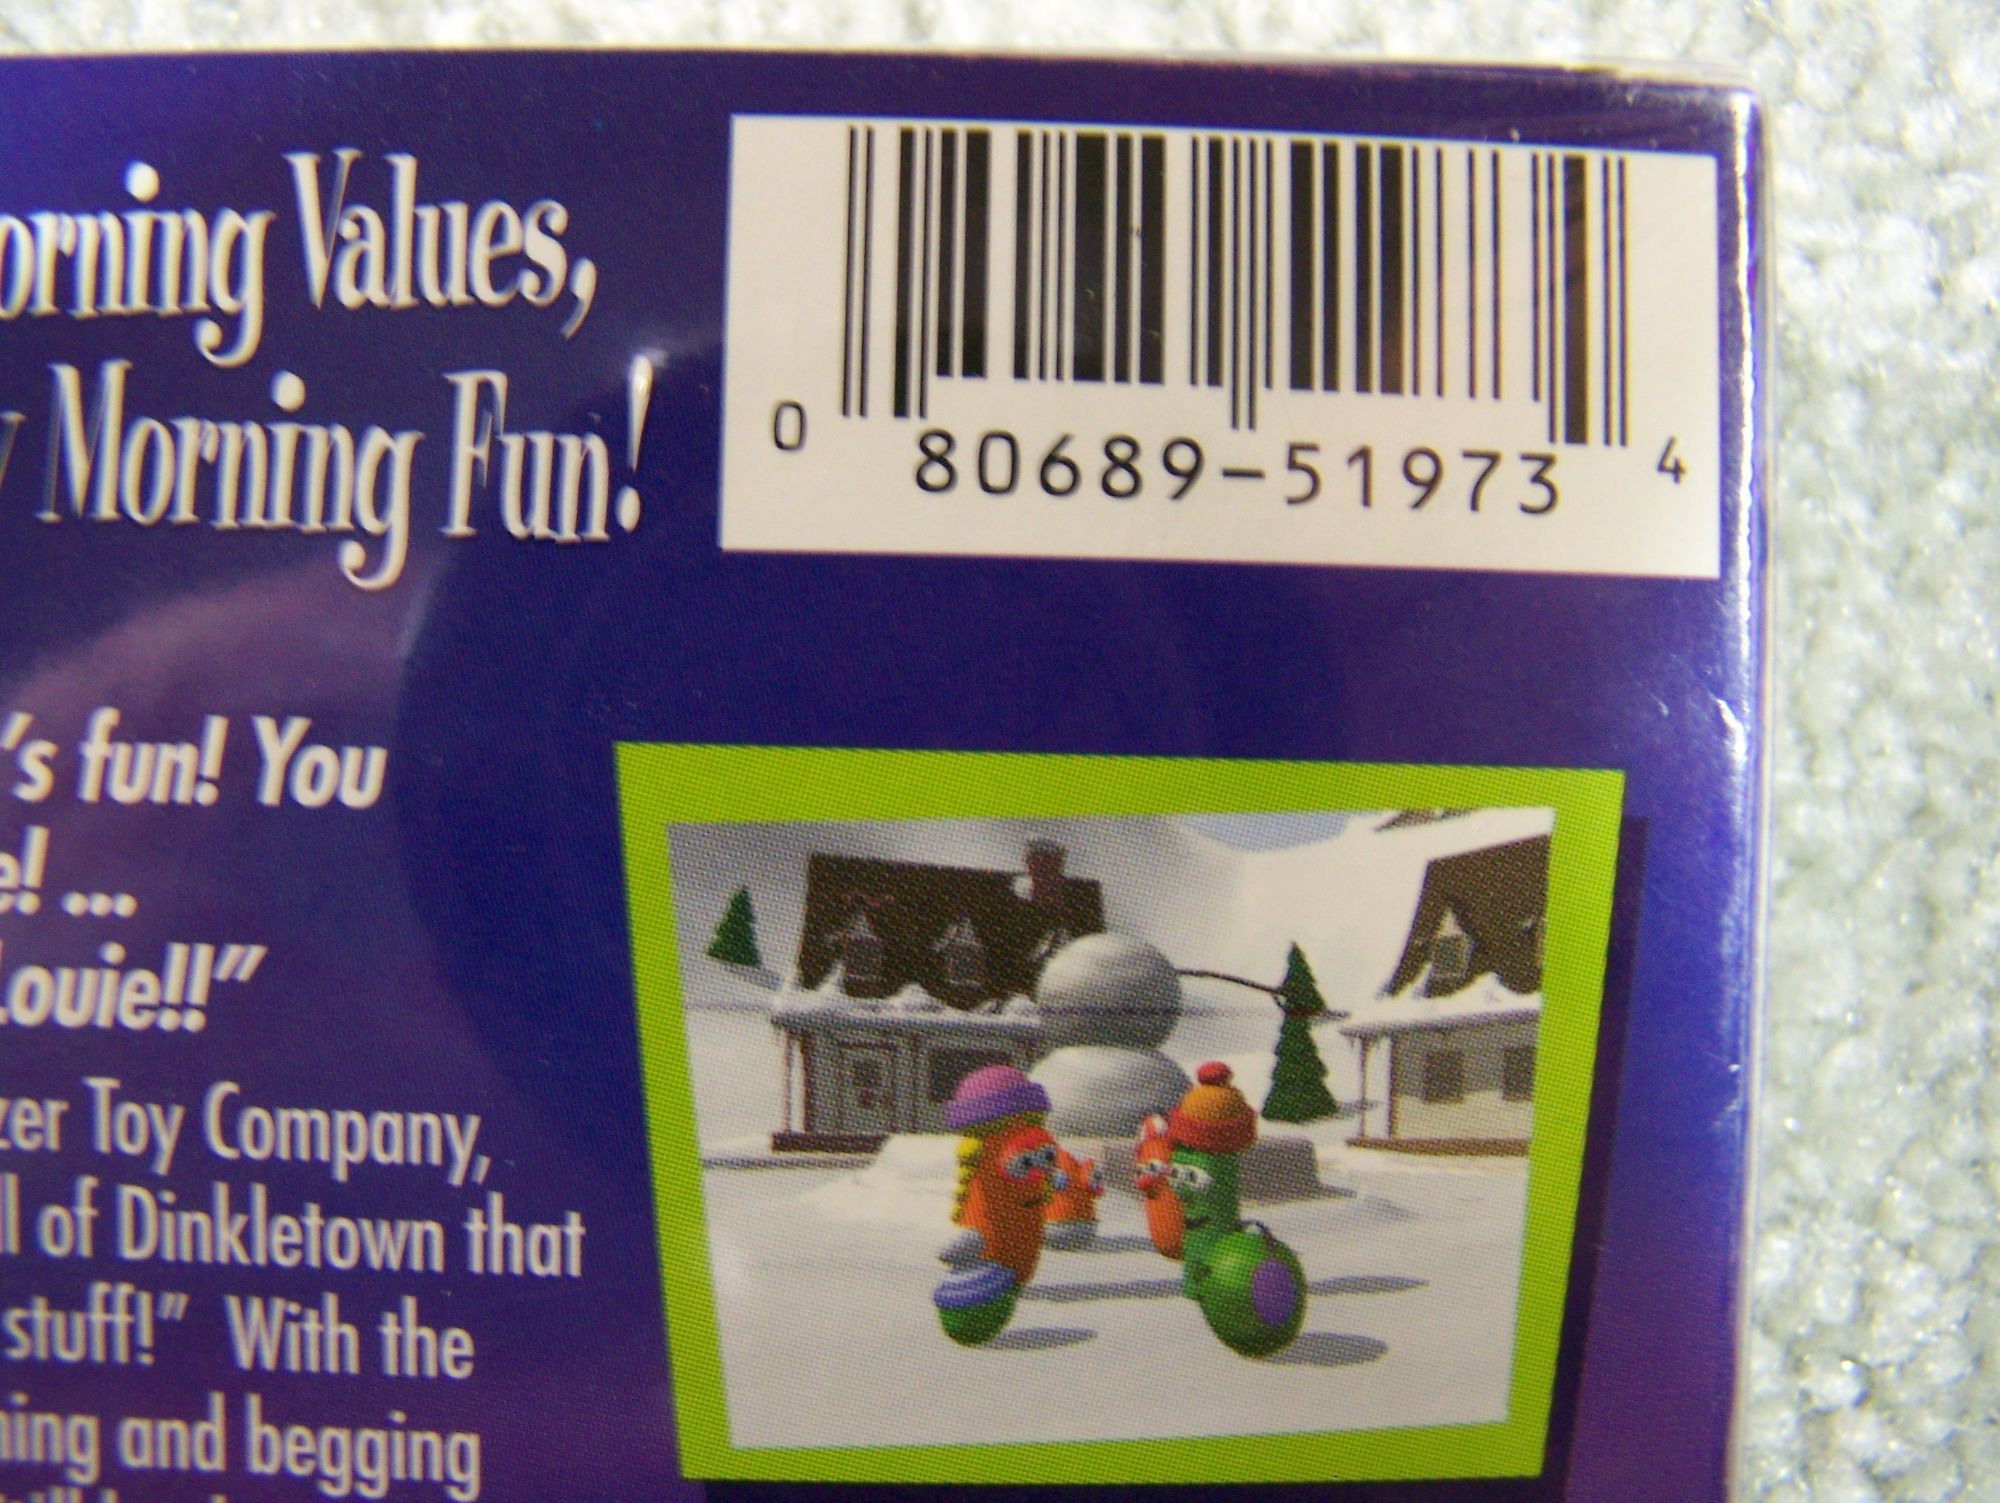 orning Values,
Morning Fun!
0 80689-51973 4
's fun! You
e! ...
Louie!!"
zer Toy Company,
ll of Dinkletown that
stuff!" With the
ning and begging